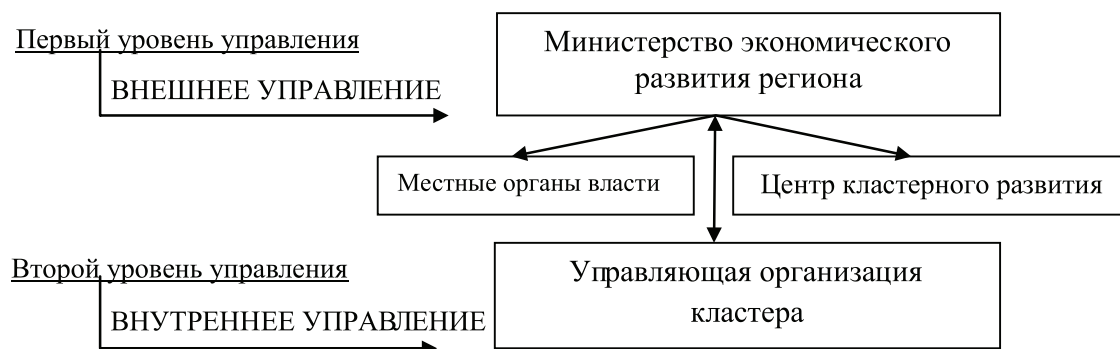 Первый уровень управления
ВНЕШНЕЕ УПРАВЛЕНИЕ
Министерство экономического
развития региона
Местные органы власти
Центр кластерного развития
Второй уровень управления
ВНУТРЕННЕЕ УПРАВЛЕНИЕ
Управляющая организация
кластера